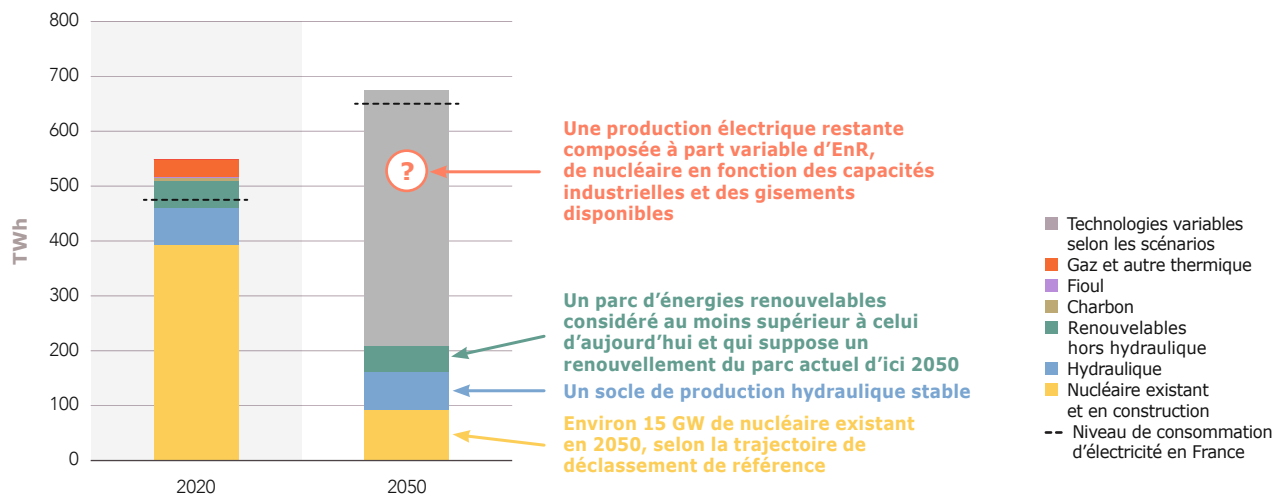 800
700
600
500
400
300
200
100
0
TWh
2020
2050
?
Une production électrique restante
composée à part variable d’EnR,
de nucléaire en fonction des capacités
industrielles et des gisements
disponibles
Un parc d’énergies renouvelables
considéré au moins supérieur à celui
d’aujourd’hui et qui suppose un
renouvellement du parc actuel d’ici 2050
Un socle de production hydraulique stable
Environ 15 GW de nucléaire existant
en 2050, selon la trajectoire de
déclassement de référence
Technologies variables
selon les scénarios
Gaz et autre thermique
Fioul
Charbon
Renouvelables
hors hydraulique
Hydraulique
Nucléaire existant
et en construction
Niveau de consommation
d’électricité en France